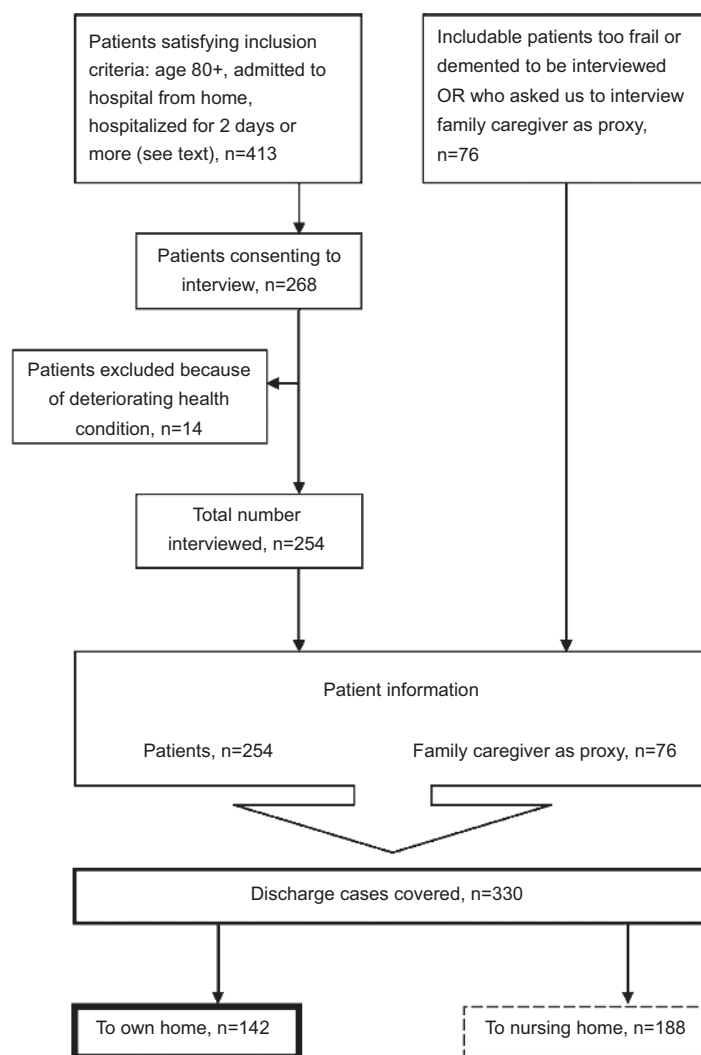 Patients satisfying inclusion
criteria: age 80+, admitted to
hospital from home,
hospitalized for 2 days or
more (see text), n=413
Includable patients too frail or
demented to be interviewed
OR who asked us to interview
family caregiver as proxy,
n=76
Patients consenting to
interview, n=268
Patients excluded because
of deteriorating health
condition, n=14
Total number
interviewed, n=254
Patient information
Patients, n=254
Family caregiver as proxy, n=76
Discharge cases covered, n=330
To own home, n=142
To nursing home, n=188